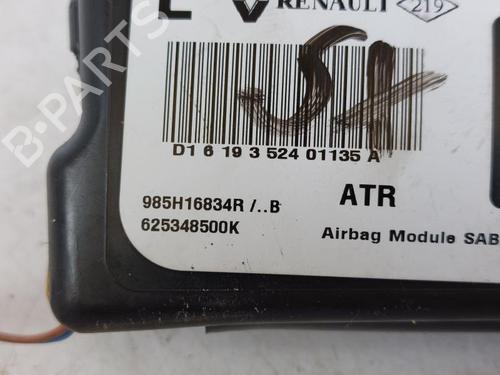 RENAULT
219
D1 6 19 3 524 01135 A
985H16834R /..B
ATR
625348500K
Airbag Module SAB
B-PARTS